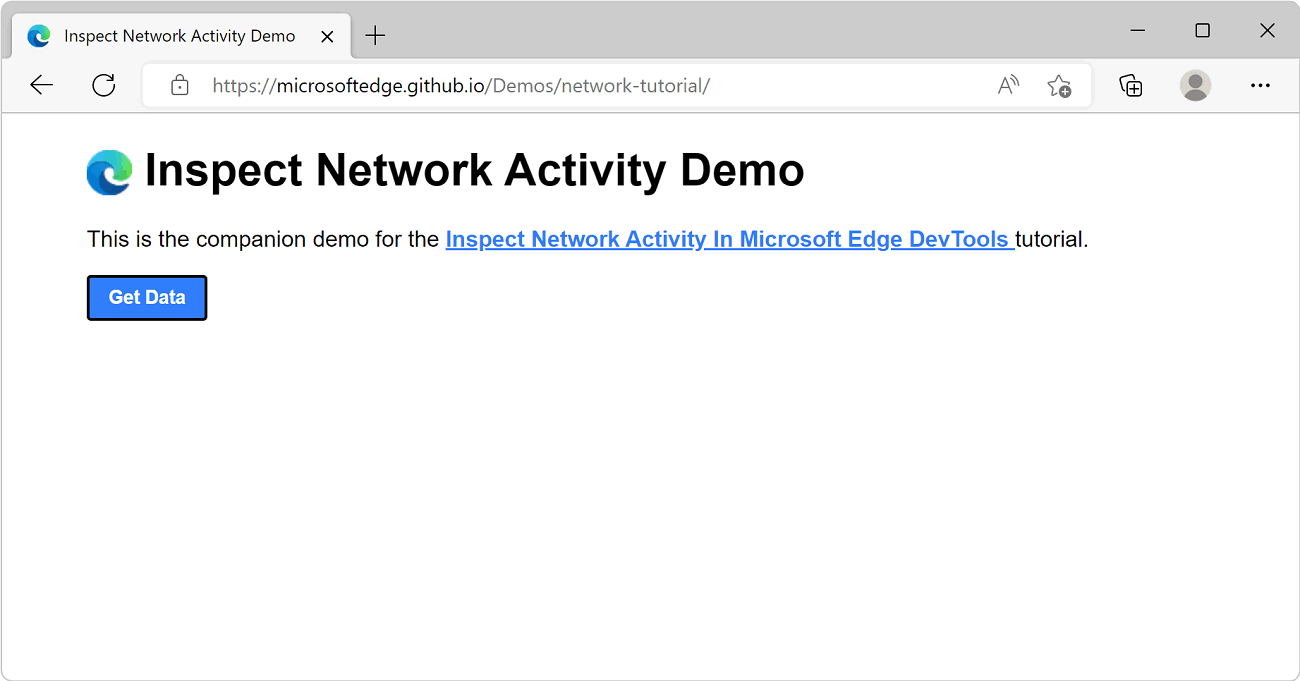 Inspect Network Activity Demo
https://microsoftedge.github.io/Demos/network-tutorial/
Inspect Network Activity Demo
This is the companion demo for the Inspect Network Activity In Microsoft Edge DevTools tutorial.
Get Data